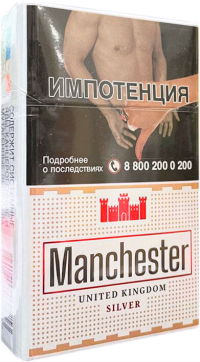 ИМПОТЕНЦИЯ
Подробнее
о последствиях 8 800 200 0 200
Manchester
UNITED KINGDOM
SILVER